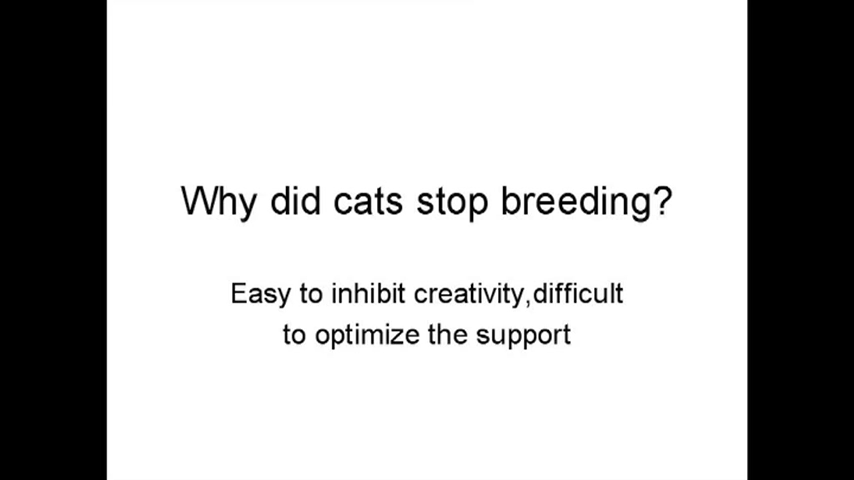 Why did cats stop breeding?
Easy to inhibit creativity,difficult
to optimize the support